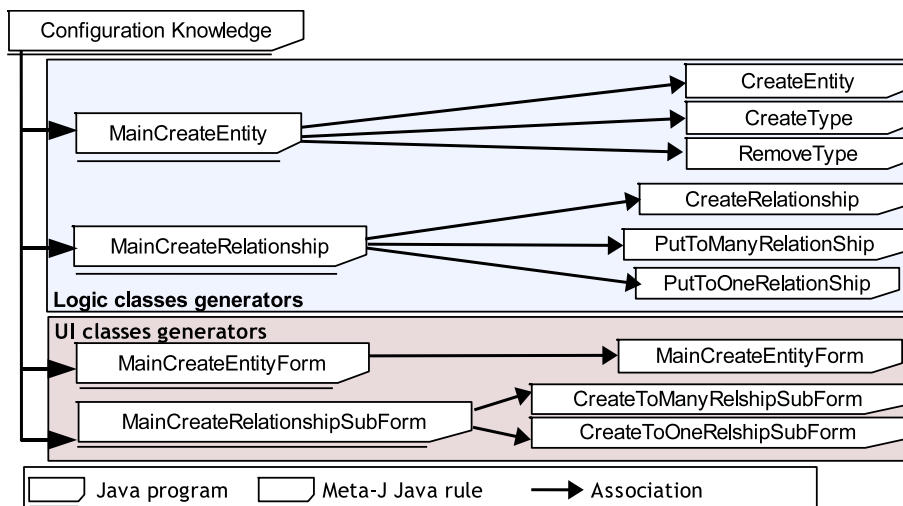 Configuration Knowledge
CreateEntity
MainCreateEntity
CreateType
RemoveType
CreateRelationship
MainCreateRelationship
PutToManyRelationShip
PutToOneRelationShip
Logic classes generators
UI classes generators
MainCreateEntityForm
MainCreateEntityForm
CreateToManyRelshipSubForm
MainCreateRelationshipSubForm
CreateToOneRelshipSubForm
Java program Meta-J Java rule Association